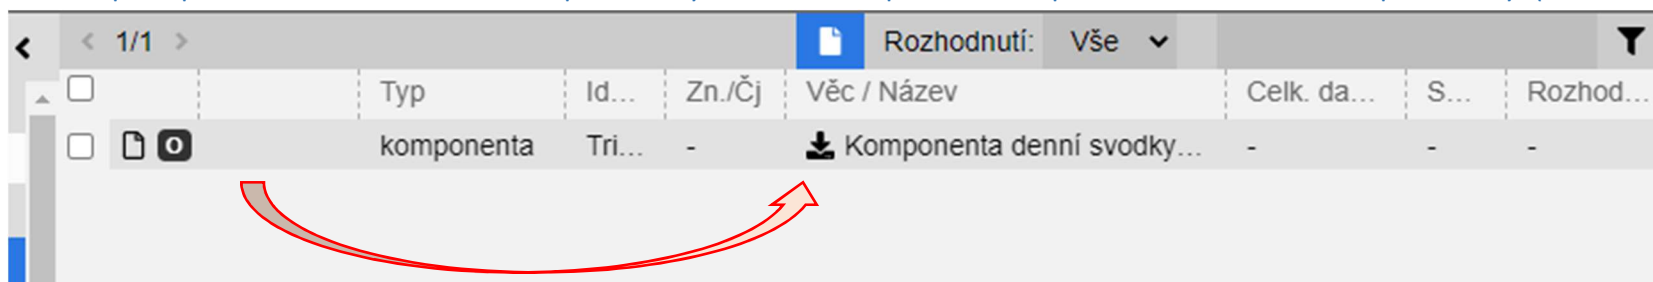 1/1 Rozhodnutí: Vše
Typ Id... Zn./Čj Věc / Název Celk. da... S... Rozhod...
O komponenta Tri... - Komponenta denní svodky... - - -